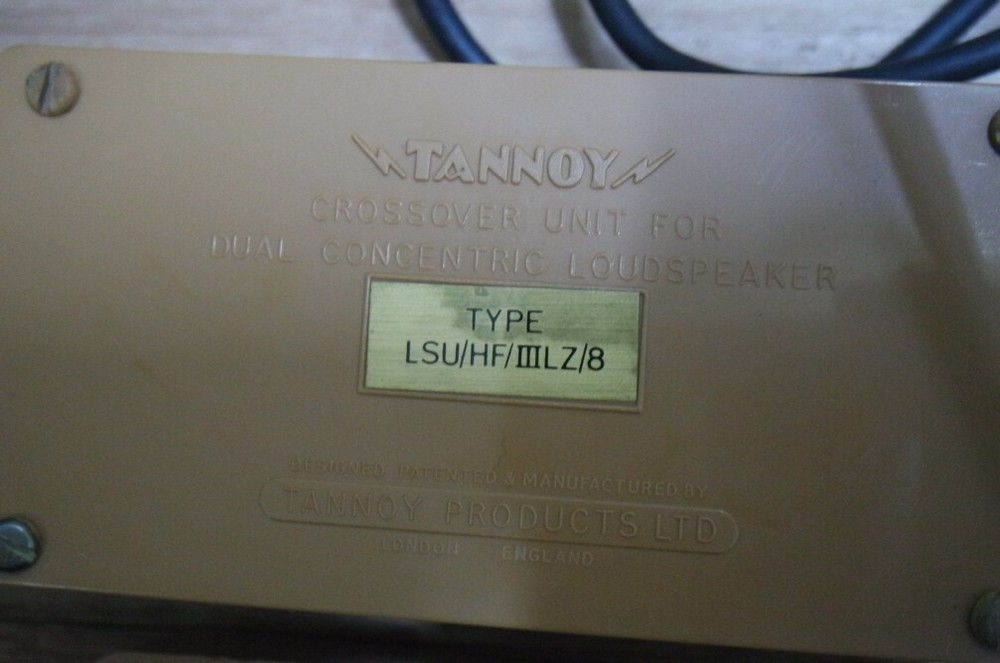 TANNOY
CROSSOVER UNIT FOR
DUAL CONCENTRIC LOUDSPEAKER
TYPE
LSU/HF/IIILZ/8
DESIGNED PATENTED & MANUFACTURED BY
TANNOY PRODUCTS LTD
LONDON ENGLAND